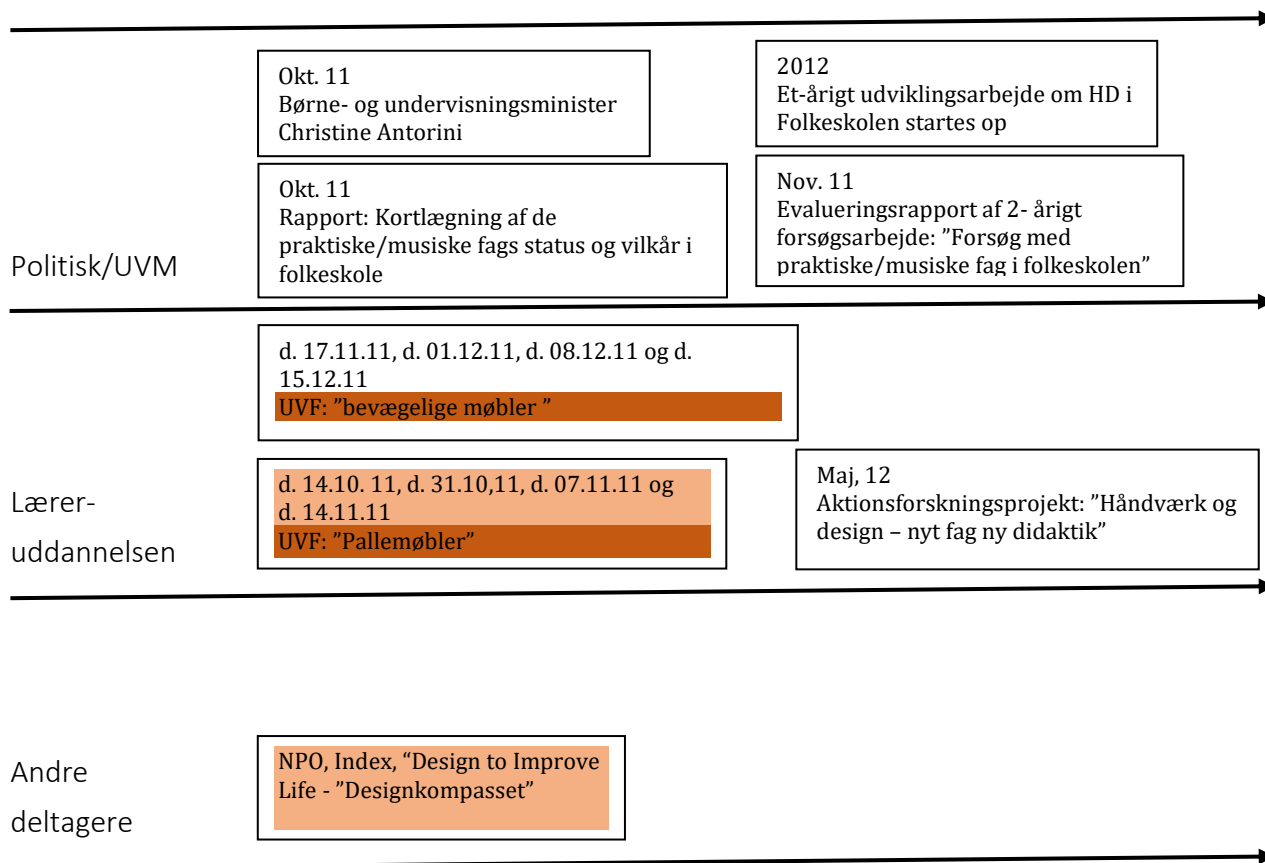 Okt. 11
Børne- og undervisningsminister
Christine Antorini
2012
Et-årigt udviklingsarbejde om HD i
Folkeskolen startes op
Politisk/UVM
Okt. 11
Rapport: Kortlægning af de
praktiske/musiske fags status og vilkår i
folkeskole
Nov. 11
Evalueringsrapport af 2- årigt
forsøgsarbejde: ”Forsøg med
praktiske/musiske fag i folkeskolen”
d. 17.11.11, d. 01.12.11, d. 08.12.11 og d.
15.12.11
UVF: ”bevægelige møbler ”
Lærer-
uddannelsen
d. 14.10. 11, d. 31.10,11, d. 07.11.11 og
d. 14.11.11
UVF: ”Pallemøbler”
Maj, 12
Aktionsforskningsprojekt: ”Håndværk og
design – nyt fag ny didaktik”
Andre
deltagere
NPO, Index, “Design to Improve
Life - ”Designkompasset”